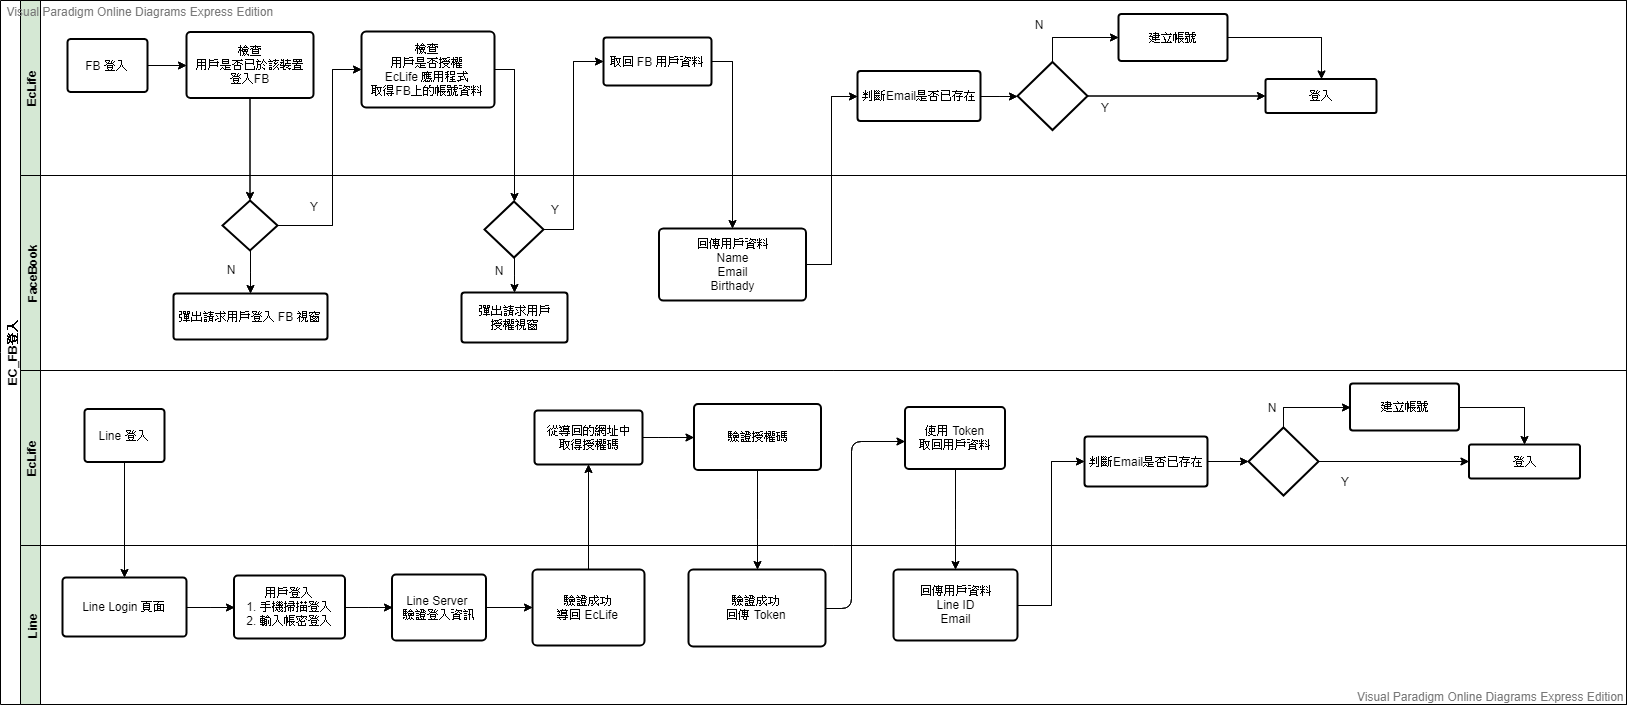 Visual Paradigm Online Diagrams Express Edition
EC_FB登入
EcLife
FB 登入
檢查
用戶是否已於該裝置
登入FB
檢查
用戶是否授權
EcLife 應用程式
取得FB上的帳號資料
取回 FB 用戶資料
判斷Email是否已存在
N
建立帳號
Y
登入
FaceBook
Y
N
彈出請求用戶登入 FB 視窗
Y
N
彈出請求用戶
授權視窗
回傳用戶資料
Name
Email
Birthady
EcLife
Line 登入
從導回的網址中
取得授權碼
驗證授權碼
使用 Token
取回用戶資料
判斷Email是否已存在
N
建立帳號
Y
登入
Line
Line Login 頁面
用戶登入
1. 手機掃描登入
2. 輸入帳密登入
Line Server
驗證登入資訊
驗證成功
導回 EcLife
驗證成功
回傳 Token
回傳用戶資料
Line ID
Email
Visual Paradigm Online Diagrams Express Edition